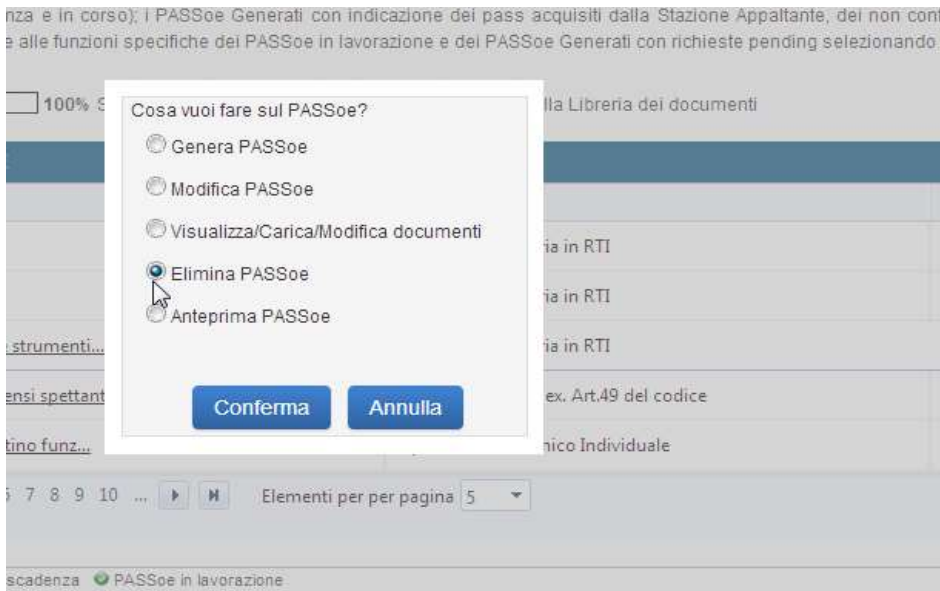 nza e in corso); i PASSoe Generati con indicazione dei pass acquisiti dalla Stazione Appaltante, dei non cont
e alle funzioni specifiche dei PASSoe in lavorazione e dei PASSoe Generati con richieste pending selezionando
100% S
lla Libreria dei documenti
Cosa vuoi fare sul PASSoe?
Genera PASSoe
Modifica PASSoe
Visualizza/Carica/Modifica documenti
Elimina PASSoe
Anteprima PASSoe
Conferma Annulla
ria in RTI
ria in RTI
strumenti... ria in RTI
ensi spettant ex. Art.49 del codice
tino funz... nico Individuale
7 8 9 10 ... Elementi per per pagina 5
scadenza PASSoe in lavorazione